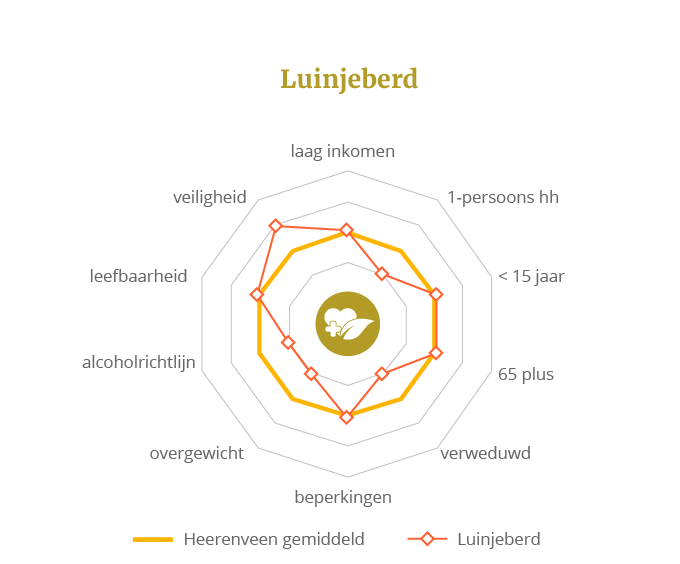 Luinjeberd
laag inkomen
veiligheid
1-persoons hh
leefbaarheid
< 15 jaar
alcoholrichtlijn
65 plus
overgewicht
verweduwd
beperkingen
Heerenveen gemiddeld
Luinjeberd